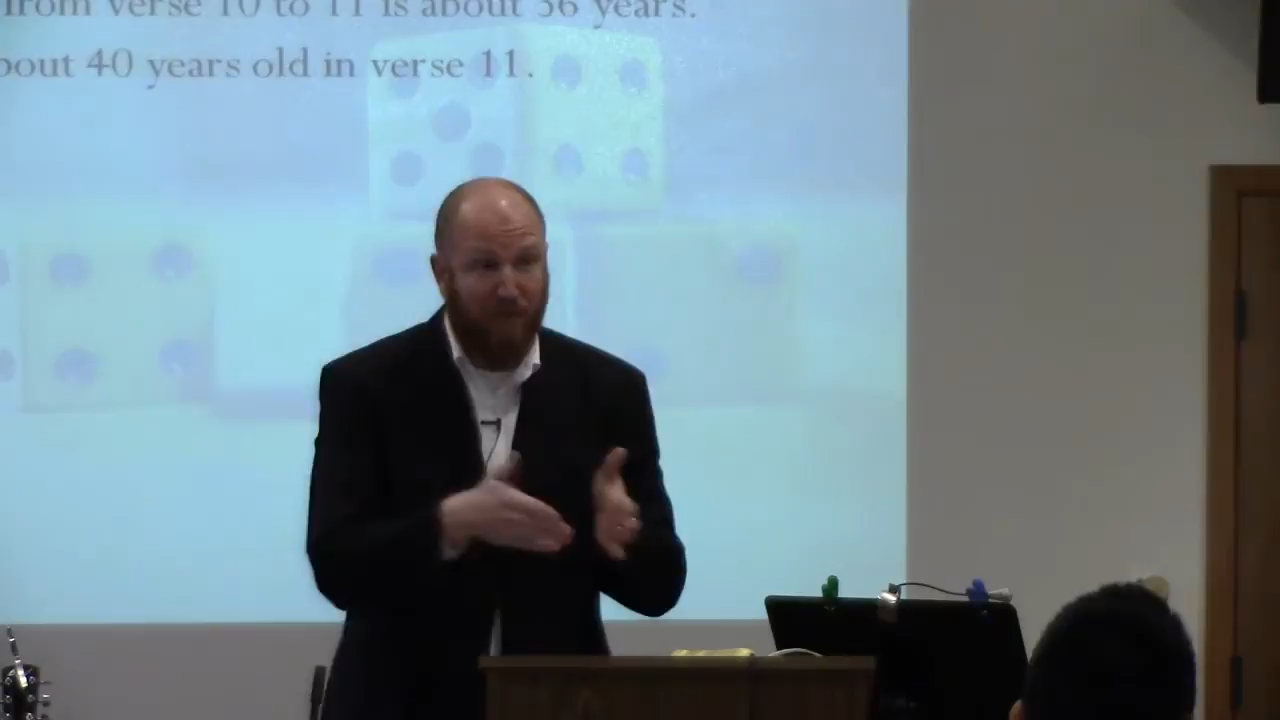 from verse 10 to 11 is about 36 years.
bout 40 years old in verse 11.